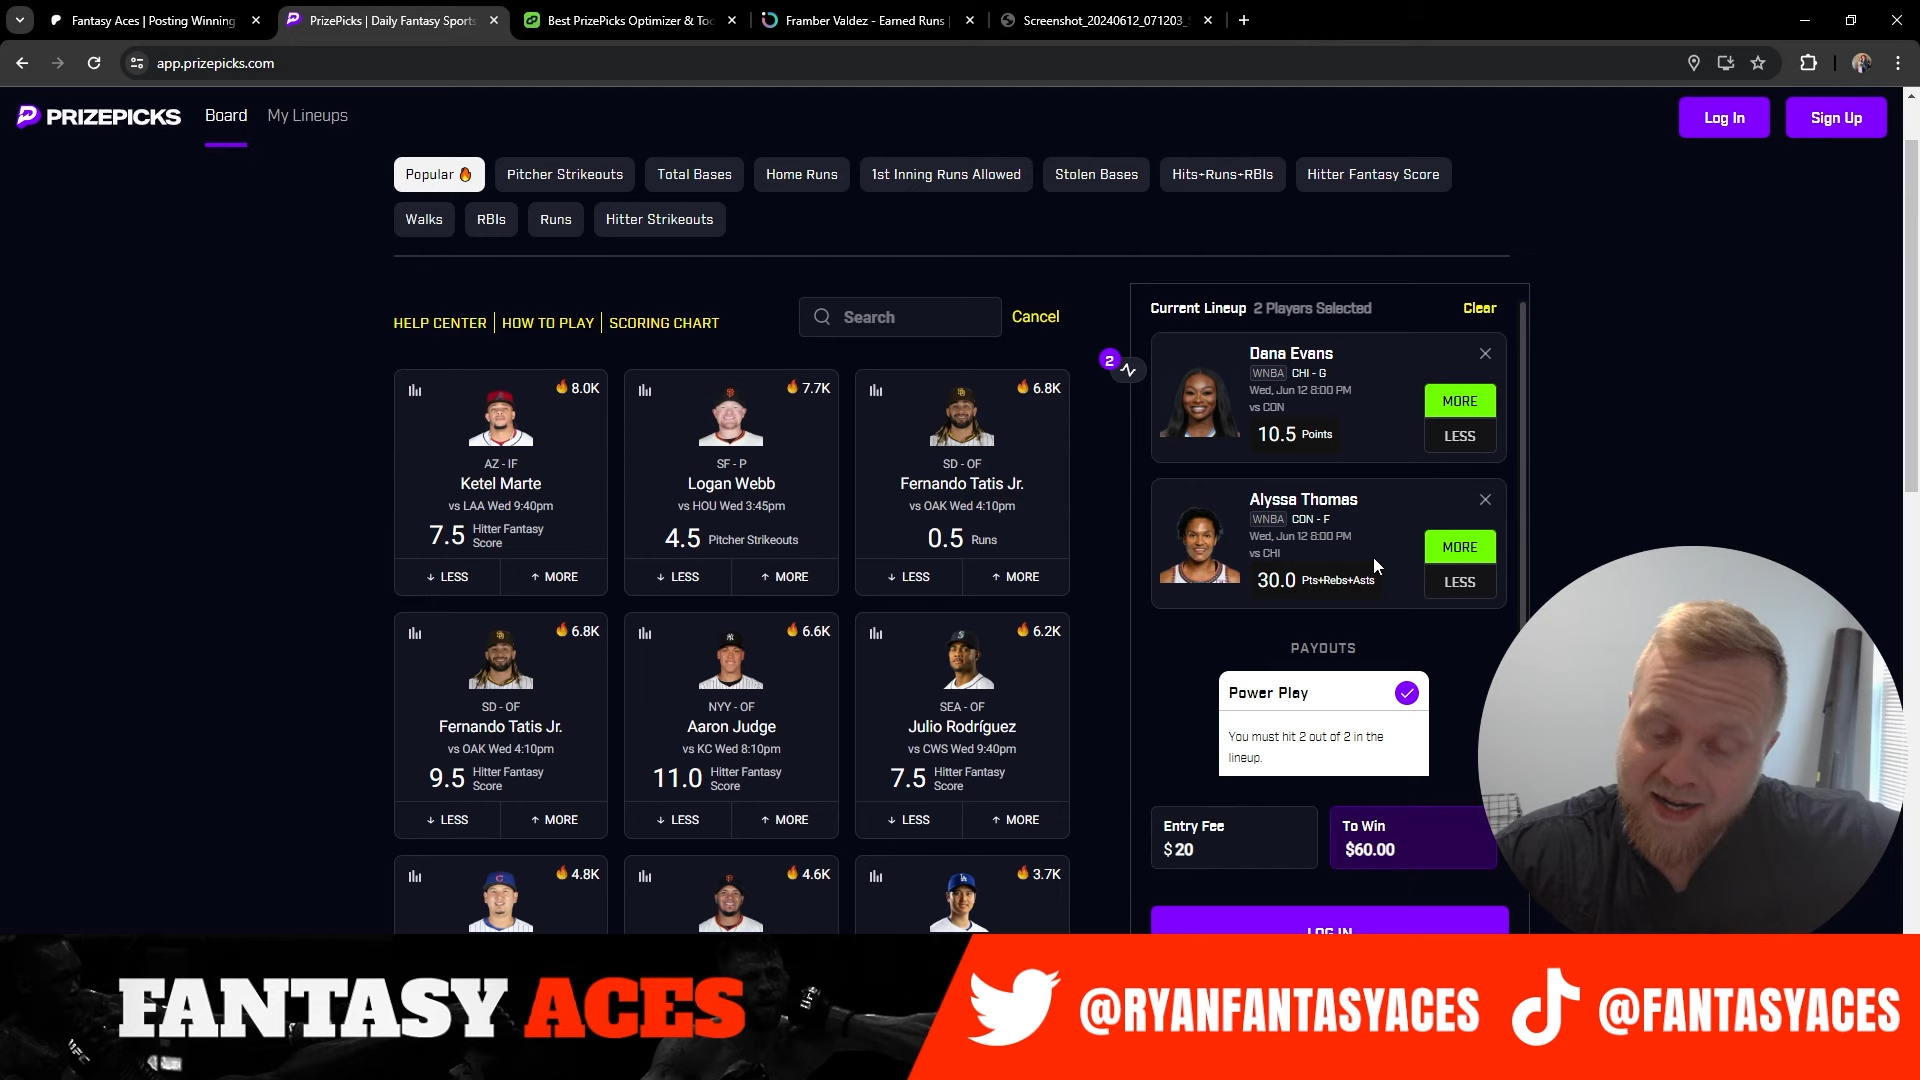 Fantasy Aces | Posting Winning
PrizePicks | Daily Fantasy Sports
Best PrizePicks Optimizer & Too
Framber Valdez - Earned Runs |
Screenshot_20240612_071203_
app.prizepicks.com
PRIZEPICKS
Board
My Lineups
Log In
Sign Up
Popular 🔥
Pitcher Strikeouts
Total Bases
Home Runs
1st Inning Runs Allowed
Stolen Bases
Hits+Runs+RBIs
Hitter Fantasy Score
Walks
RBIs
Runs
Hitter Strikeouts
HELP CENTER
HOW TO PLAY
SCORING CHART
Search
Cancel
8.0K
AZ - IF
Ketel Marte
vs LAA Wed 9:40pm
7.5 Hitter Fantasy
Score
↓ LESS
↑ MORE
7.7K
SF - P
Logan Webb
vs HOU Wed 3:45pm
4.5 Pitcher Strikeouts
↓ LESS
↑ MORE
6.8K
SD - OF
Fernando Tatis Jr.
vs OAK Wed 4:10pm
0.5 Runs
↓ LESS
↑ MORE
6.8K
SD - OF
Fernando Tatis Jr.
vs OAK Wed 4:10pm
9.5 Hitter Fantasy
Score
↓ LESS
↑ MORE
6.6K
NYY - OF
Aaron Judge
vs KC Wed 8:10pm
11.0 Hitter Fantasy
Score
↓ LESS
↑ MORE
6.2K
SEA - OF
Julio Rodríguez
vs CWS Wed 9:40pm
7.5 Hitter Fantasy
Score
↓ LESS
↑ MORE
4.8K
4.6K
3.7K
2
Current Lineup 2 Players Selected
Clear
Dana Evans
WNBA CHI - G
Wed, Jun 12 8:00 PM
vs CON
10.5 Points
MORE
LESS
Alyssa Thomas
WNBA CON - F
Wed, Jun 12 8:00 PM
vs CHI
30.0 Pts+Rebs+Asts
MORE
LESS
PAYOUTS
Power Play
You must hit 2 out of 2 in the
lineup.
Entry Fee
$ 20
To Win
$60.00
LOG IN
FANTASY ACES
@RYANFANTASYACES
@FANTASYACES